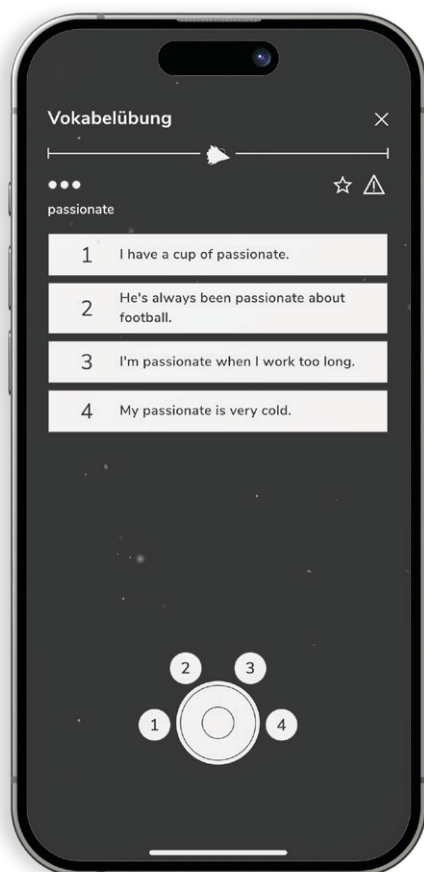 Vokabelübung
passionate
1 I have a cup of passionate.
2 He's always been passionate about
football.
3 I'm passionate when I work too long.
4 My passionate is very cold.
2 3
1 4